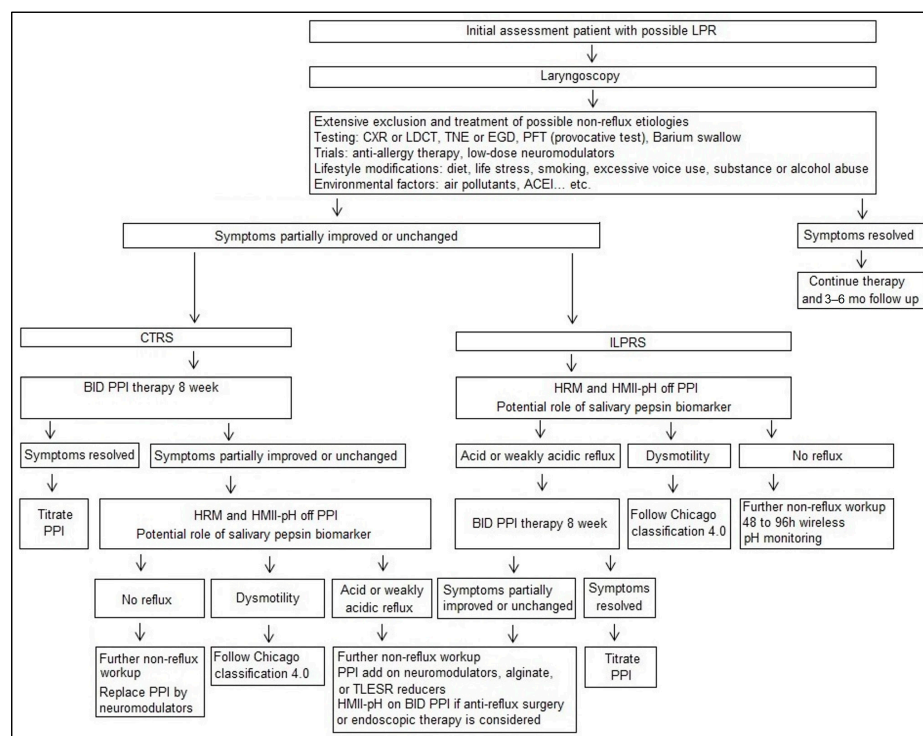 Initial assessment patient with possible LPR
Laryngoscopy
Extensive exclusion and treatment of possible non-reflux etiologies
Testing: CXR or LDCT, TNE or EGD, PFT (provocative test), Barium swallow
Trials: anti-allergy therapy, low-dose neuromodulators
Lifestyle modifications: diet, life stress, smoking, excessive voice use, substance or alcohol abuse
Environmental factors: air pollutants, ACEI... etc.
Symptoms partially improved or unchanged
Symptoms resolved
Continue therapy
and 3–6 mo follow up
CTRS
ILPRS
BID PPI therapy 8 week
HRM and HMII-pH off PPI
Potential role of salivary pepsin biomarker
Symptoms resolved
Symptoms partially improved or unchanged
Acid or weakly acidic reflux
Dysmotility
No reflux
Titrate
PPI
HRM and HMII-pH off PPI
Potential role of salivary pepsin biomarker
BID PPI therapy 8 week
Follow Chicago
classification 4.0
Further non-reflux workup
48 to 96h wireless
pH monitoring
No reflux
Dysmotility
Acid or weakly
acidic reflux
Symptoms partially
improved or unchanged
Symptoms
resolved
Further non-reflux
workup
Replace PPI by
neuromodulators
Follow Chicago
classification 4.0
Further non-reflux workup
PPI add on neuromodulators, alginate,
or TLESR reducers
HMII-pH on BID PPI if anti-reflux surgery
or endoscopic therapy is considered
Titrate
PPI